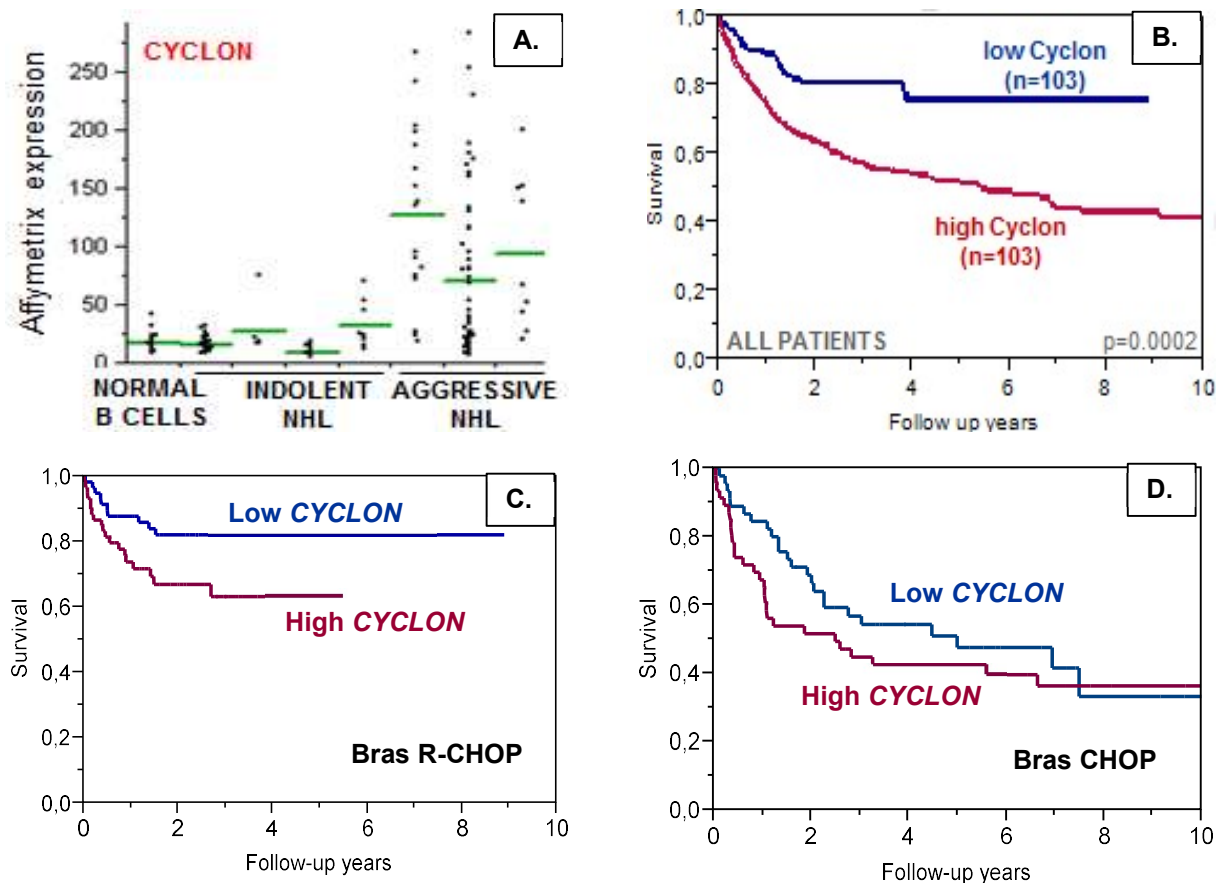 CYCLON
A.
Affymetrix expression
250
200
150
100
50
0
NORMAL
B CELLS
INDOLENT
NHL
AGGRESSIVE
NHL
B.
Survival
1,0
0,8
0,6
0,4
0,2
0.0
low Cyclon
(n=103)
high Cyclon
(n=103)
ALL PATIENTS
p=0.0002
0 2 4 6 8 10
Follow up years
C.
Survival
1,0
0,8
0,6
0,4
0,2
0,0
Low CYCLON
High CYCLON
Bras R-CHOP
0 2 4 6 8 10
Follow-up years
D.
Survival
1,0
0,8
0,6
0,4
0,2
0,0
Low CYCLON
High CYCLON
Bras CHOP
0 2 4 6 8 10
Follow-up years